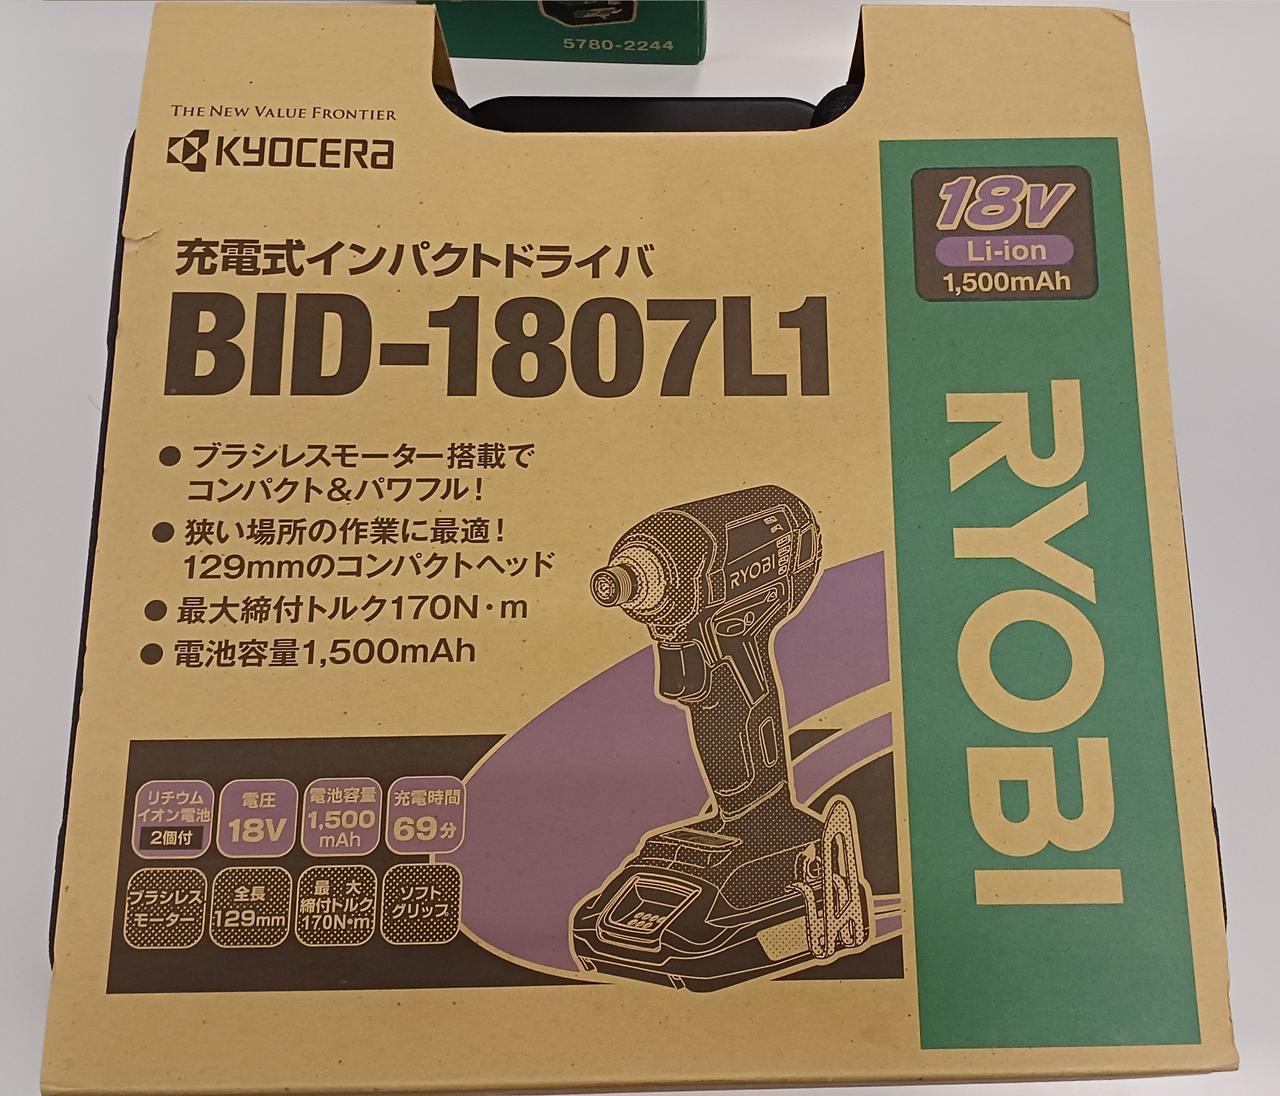 5780-2244
THE NEW VALUE FRONTIER
KYOCERA
充電式インパクトドライバ
BID-1807L1
● ブラシレスモーター搭載で
コンパクト&パワフル！
● 狭い場所の作業に最適！
129mmのコンパクトヘッド
● 最大締付トルク170N・m
● 電池容量1,500mAh
18V
Li-ion
1,500mAh
RYOBI
RYOBI
リチウム
イオン電池
2個付
電圧
18V
電池容量
1,500
mAh
充電時間
69分
ブラシレス
モーター
全長
129mm
最 大
締付トルク
170N・m
ソフト
グリップ